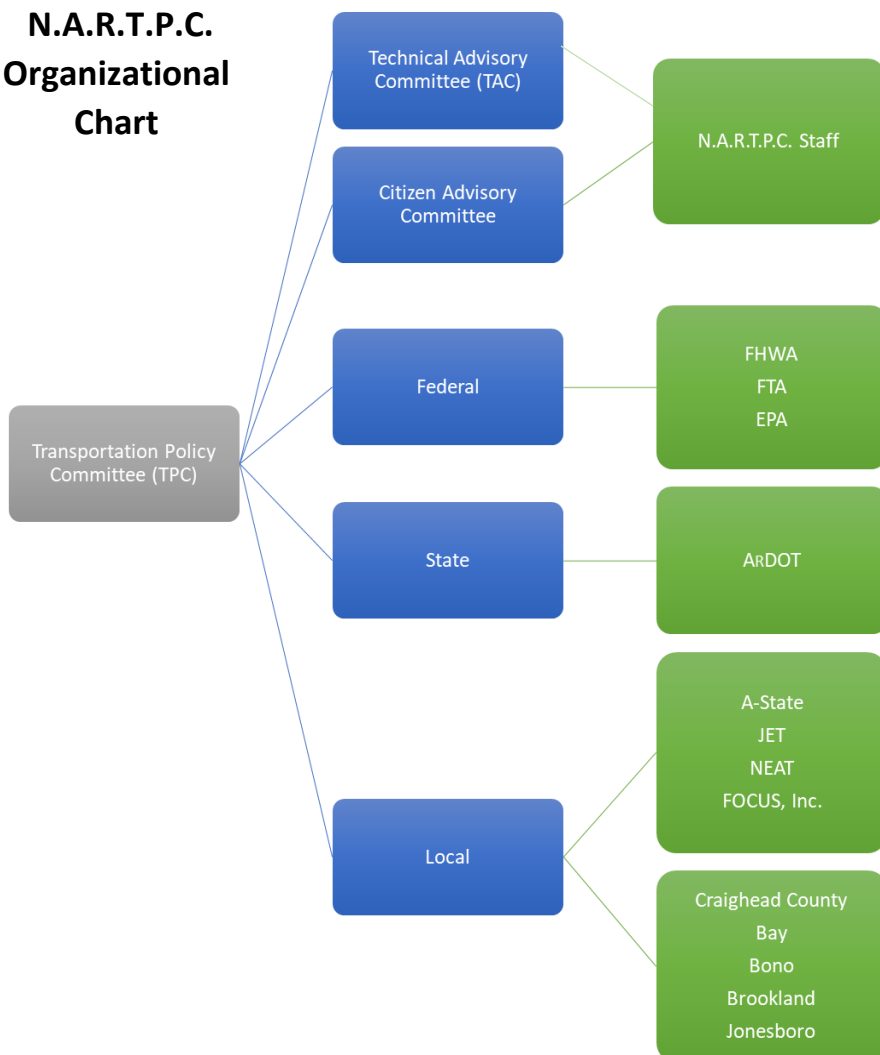 N.A.R.T.P.C.
Organizational
Chart
Transportation Policy
Committee (TPC)
Technical Advisory
Committee (TAC)
Citizen Advisory
Committee
N.A.R.T.P.C. Staff
Federal
FHWA
FTA
EPA
State
ARDOT
Local
A-State
JET
NEAT
FOCUS, Inc.
Craighead County
Bay
Bono
Brookland
Jonesboro